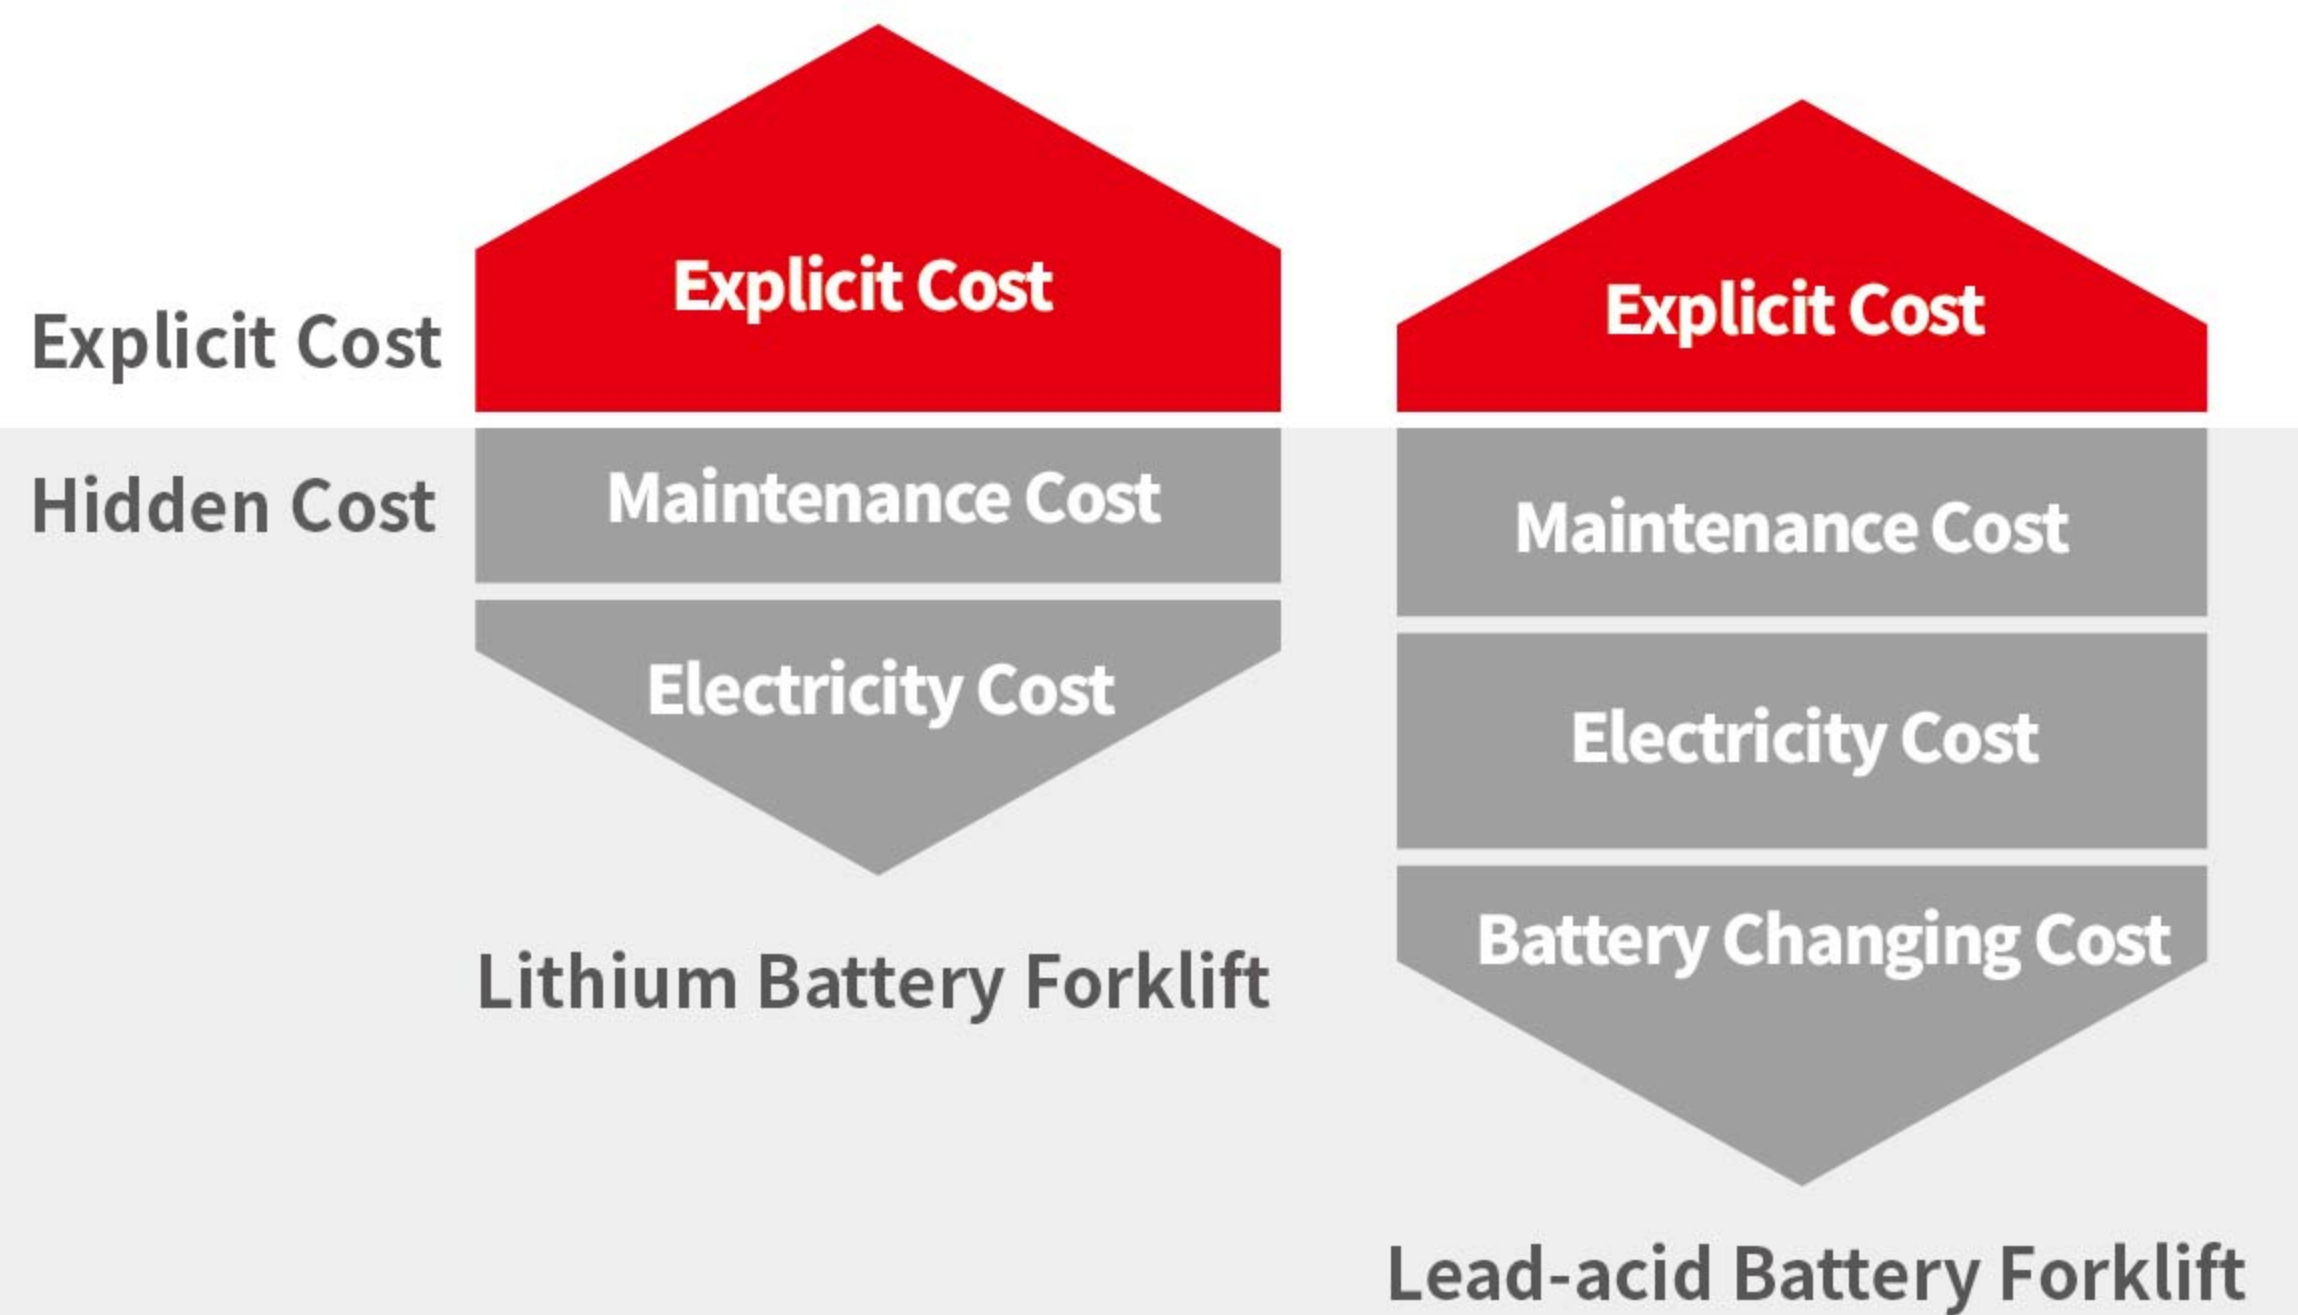 Explicit Cost
Hidden Cost
Explicit Cost
Maintenance Cost
Electricity Cost
Lithium Battery Forklift
Explicit Cost
Maintenance Cost
Electricity Cost
Battery Changing Cost
Lead-acid Battery Forklift